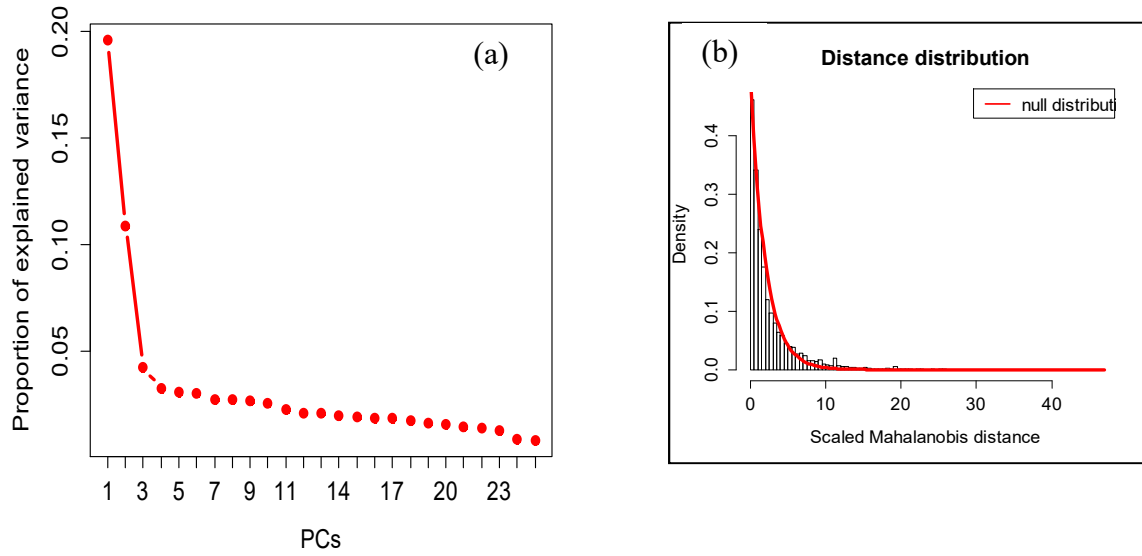 (a)
Proportion of explained variance
0.20
0.15
0.10
0.05
1 3 5 7 9 11 14 17 20 23
PCs
(b)
Distance distribution
null distributi
Density
0.4
0.3
0.2
0.1
0.0
0 10 20 30 40
Scaled Mahalanobis distance